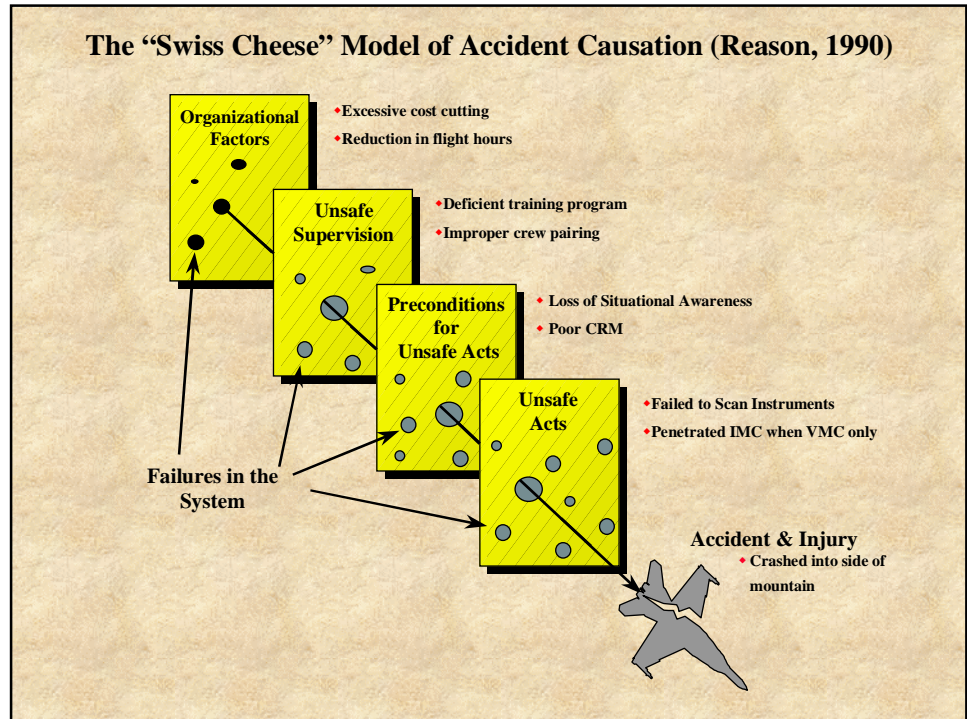 The “Swiss Cheese” Model of Accident Causation (Reason, 1990)
Organizational
Factors
◆Excessive cost cutting
◆Reduction in flight hours
Unsafe
Supervision
◆Deficient training program
◆Improper crew pairing
Preconditions
for
Unsafe Acts
◆ Loss of Situational Awareness
◆ Poor CRM
Unsafe
Acts
◆Failed to Scan Instruments
◆Penetrated IMC when VMC only
Failures in the
System
Accident & Injury
◆ Crashed into side of
mountain